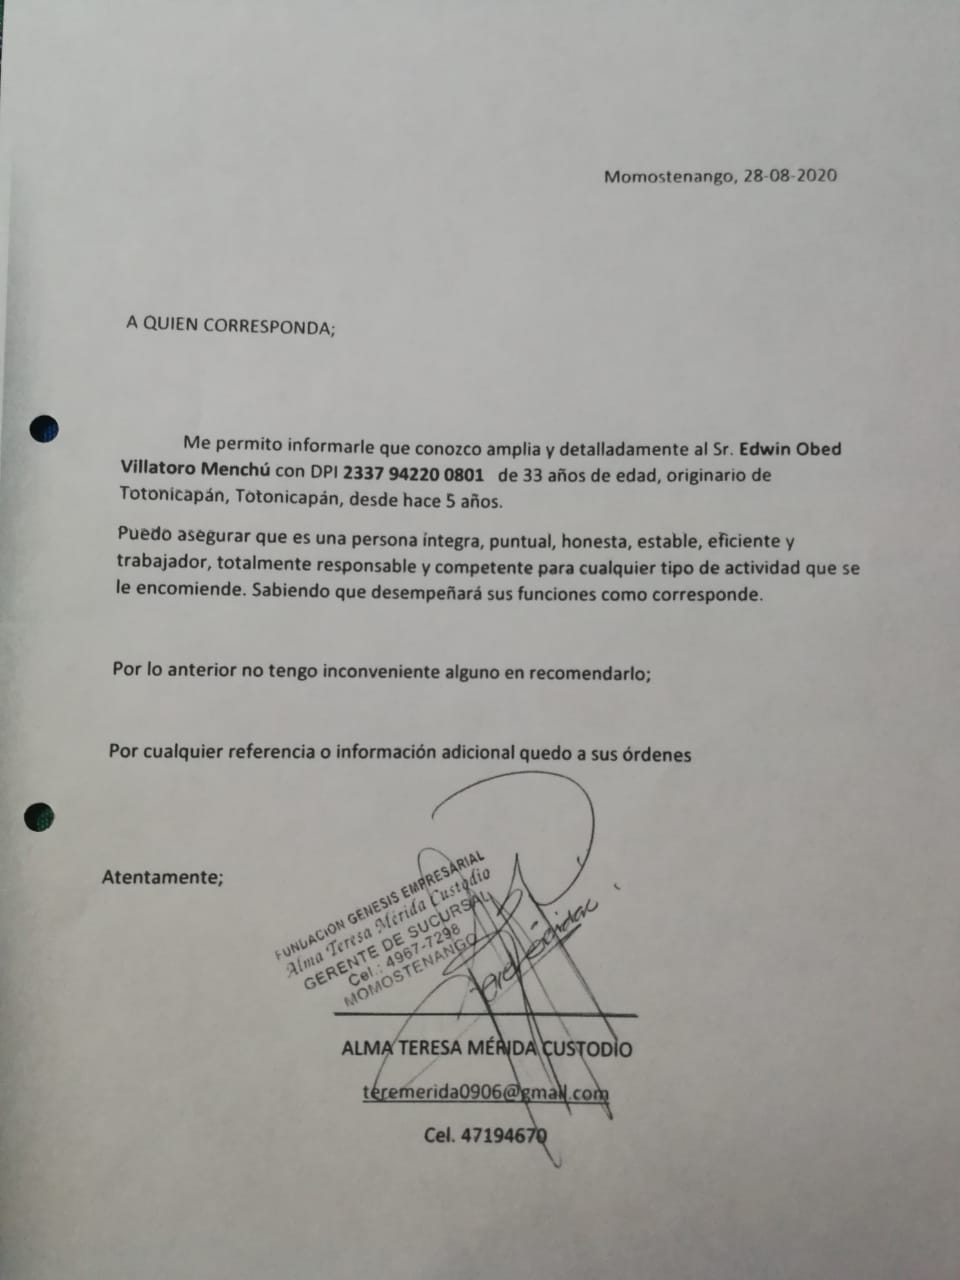 Momostenango, 28-08-2020
A QUIEN CORRESPONDA;
Me permito informarle que conozco amplia y detalladamente al Sr. Edwin Obed
Villatoro Menchú con DPI 2337 94220 0801 de 33 años de edad, originario de
Totonicapán, Totonicapán, desde hace 5 años.
Puedo asegurar que es una persona íntegra, puntual, honesta, estable, eficiente y
trabajador, totalmente responsable y competente para cualquier tipo de actividad que se
le encomiende. Sabiendo que desempeñará sus funciones como corresponde.
Por lo anterior no tengo inconveniente alguno en recomendarlo;
Por cualquier referencia o información adicional quedo a sus órdenes
Atentamente;
FUNDACION GENESIS EMPRESARIAL
Alma Teresa Mérida Custodio
GERENTE DE SUCURSAL
Cel.: 4967-7298
MOMOSTENANGO
ALMA TERESA MÉRIDA CUSTODIO
teremerida0906@gmail.com
Cel. 47194670